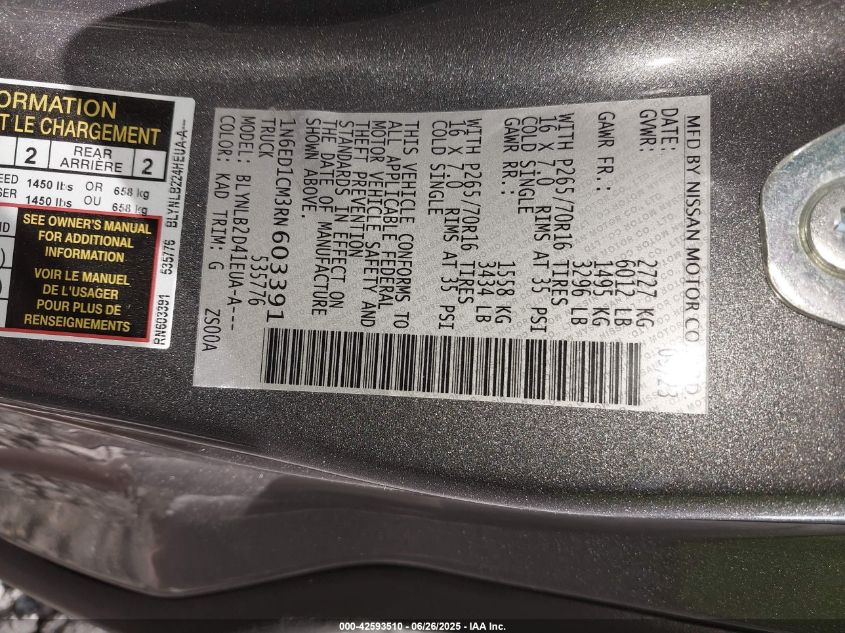 ORMATION
T LE CHARGEMENT
2 REAR ARRIÈRE 2
1450 lbs OR 658 kg
1450 lbs OU 658 kg
SEE OWNER'S MANUAL
FOR ADDITIONAL
INFORMATION
VOIR LE MANUEL
DE L'USAGER
POUR PLUS DE
RENSEIGNEMENTS
RN603391 535776 BLYNLB224HEUA-A---
MFD BY NISSAN MOTOR CO
DATE:
GVWR: 2727 KG
6012 LB
GAWR FR.: 1495 KG
3296 LB
WITH P265/70R16 TIRES
16 X 7.0 RIMS AT 35 PSI
COLD SINGLE
GAWR RR.: 1558 KG
3434 LB
WITH P265/70R16 TIRES
16 X 7.0 RIMS AT 35 PSI
COLD SINGLE
THIS VEHICLE CONFORMS TO
ALL APPLICABLE FEDERAL
MOTOR VEHICLE SAFETY AND
THEFT PREVENTION
STANDARDS IN EFFECT ON
THE DATE OF MANUFACTURE
SHOWN ABOVE.
1N6ED1CM3RN603391
TRUCK 535776
MODEL: BLYNLB2D41EUA-A---
COLOR: KAD TRIM: G ZS00A
000-42593510 | 06/26/2025 - IAA Inc.